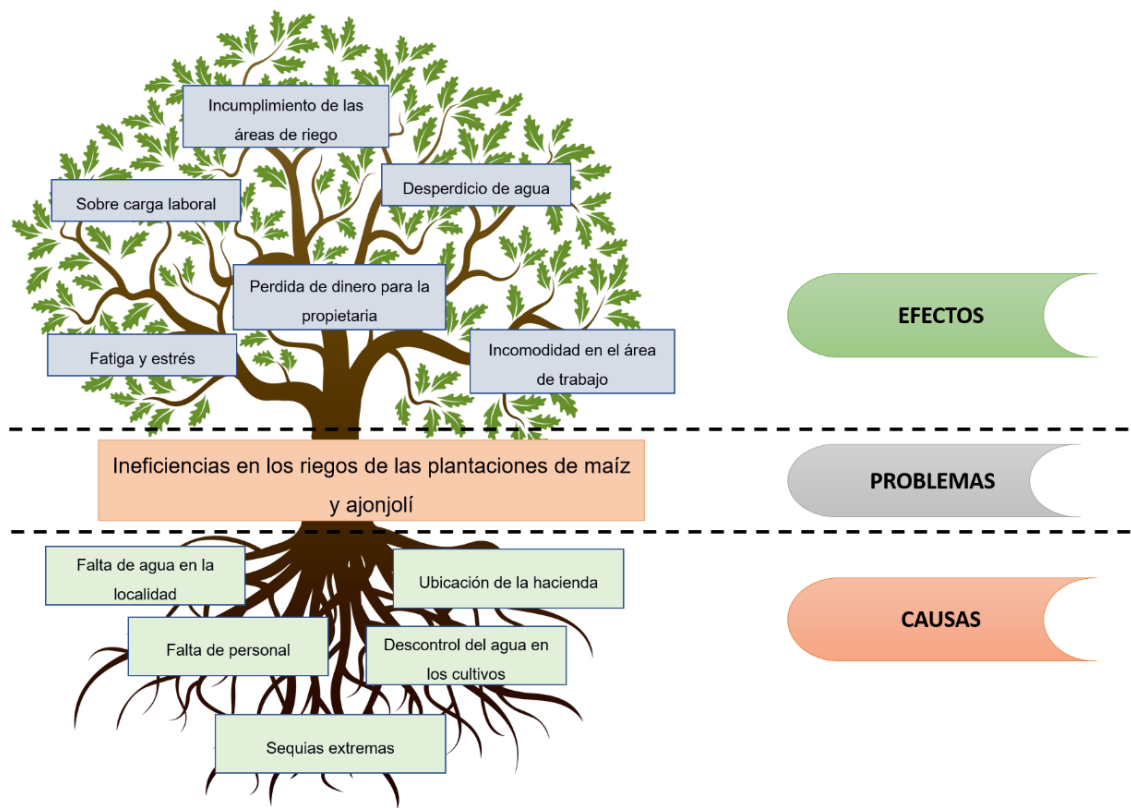 Incumplimiento de las
áreas de riego
Desperdicio de agua
Sobre carga laboral
Perdida de dinero para la
propietaria
Fatiga y estrés
Incomodidad en el área
de trabajo
EFECTOS
Ineficiencias en los riegos de las plantaciones de maíz
y ajonjolí
PROBLEMAS
Falta de agua en la
localidad
Ubicación de la hacienda
Falta de personal
Descontrol del agua en
los cultivos
Sequias extremas
CAUSAS